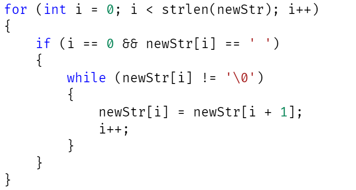 for (int i = 0; i < strlen(newStr); i++)
{
    if (i == 0 && newStr[i] == ' ')
    {
        while (newStr[i] != '\0')
        {
            newStr[i] = newStr[i + 1];
            i++;
        }
    }
}